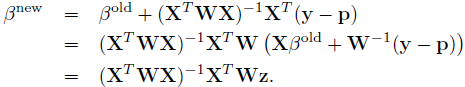 β^new = β^old + (X^T WX)^−1 X^T (y − p)
= (X^T WX)^−1 X^T W (Xβ^old + W^−1 (y − p))
= (X^T WX)^−1 X^T Wz.